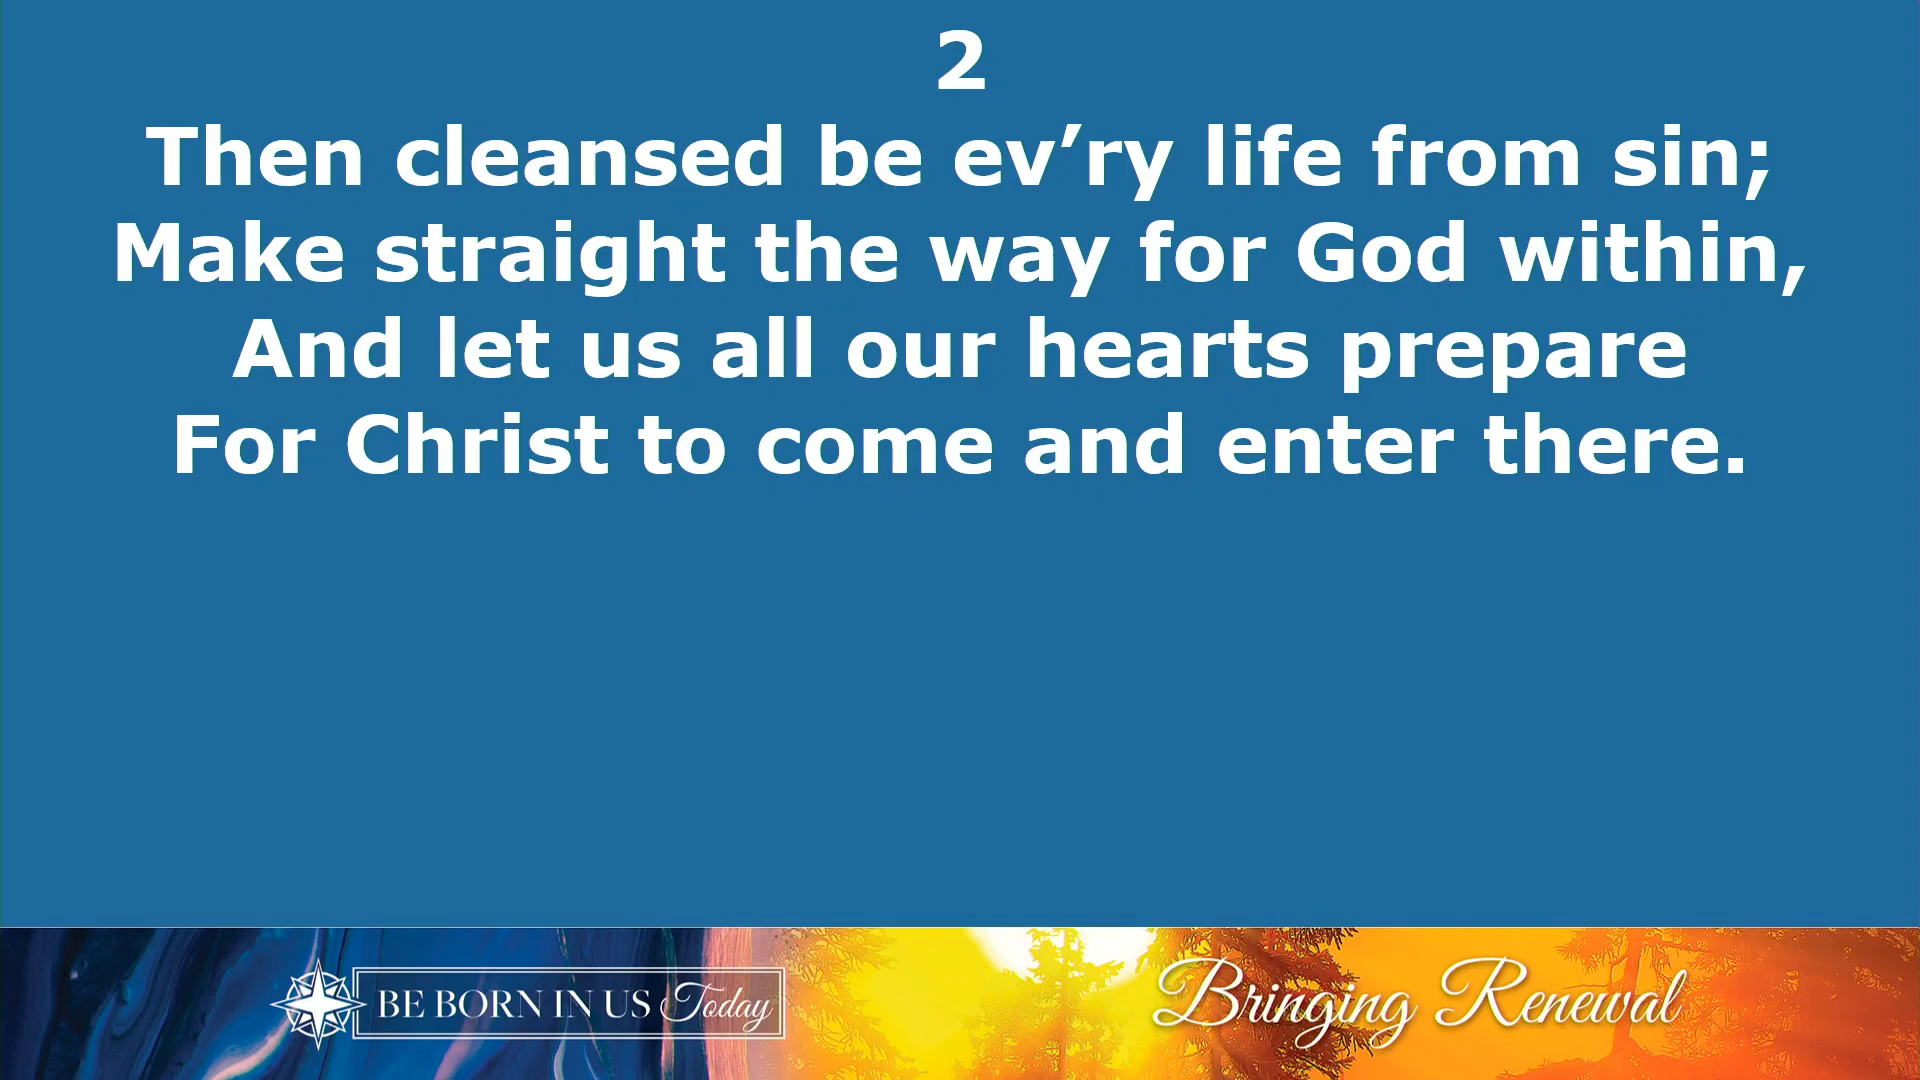 2
Then cleansed be ev’ry life from sin;
Make straight the way for God within,
And let us all our hearts prepare
For Christ to come and enter there.
BE BORN IN US Today
Bringing Renewal